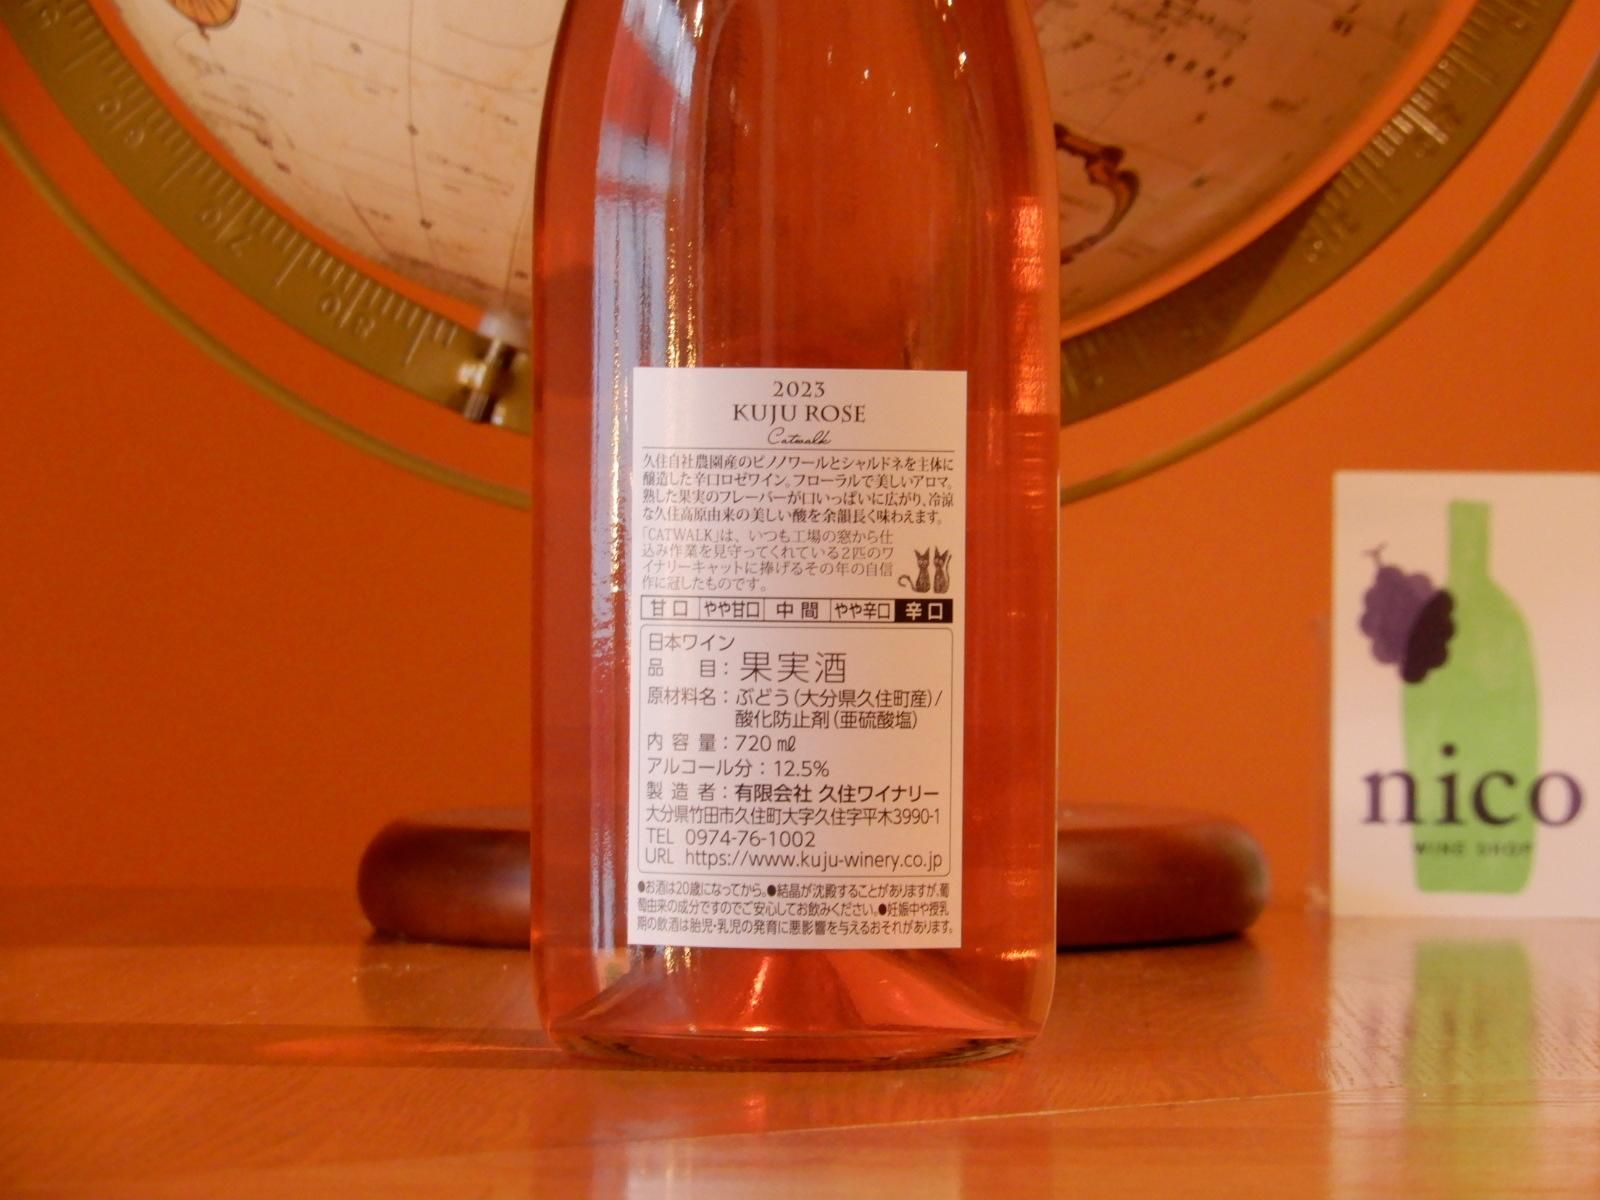 2023
KUJU ROSE
Catwalk
久住自社農園産のピノノワールとシャルドネを主体に
醸造した辛口ロゼワイン。フローラルで美しいアロマ。
熟した果実のフレーバーが口いっぱいに広がり、冷涼
な久住高原由来の美しい酸を余韻長く味わえます。
「CATWALK」は、いつも工場の窓から仕
込み作業を見守ってくれている2匹のワ
イナリーキャットに捧げるその年の自信
作に冠したものです。
甘口 やや甘口 中間 やや辛口 辛口
日本ワイン
品目：果実酒
原材料名：ぶどう（大分県久住町産）/
酸化防止剤（亜硫酸塩）
内容量：720㎖
アルコール分：12.5%
製造者：有限会社 久住ワイナリー
大分県竹田市久住町大字久住字平木3990-1
TEL 0974-76-1002
URL https://www.kuju-winery.co.jp
●お酒は20歳になってから。●結晶が沈殿することがありますが、葡
萄由来の成分ですのでご安心してお飲みください。●妊娠中や授乳
期の飲酒は胎児・乳児の発育に悪影響を与えるおそれがあります。
nico
WINE SHOP